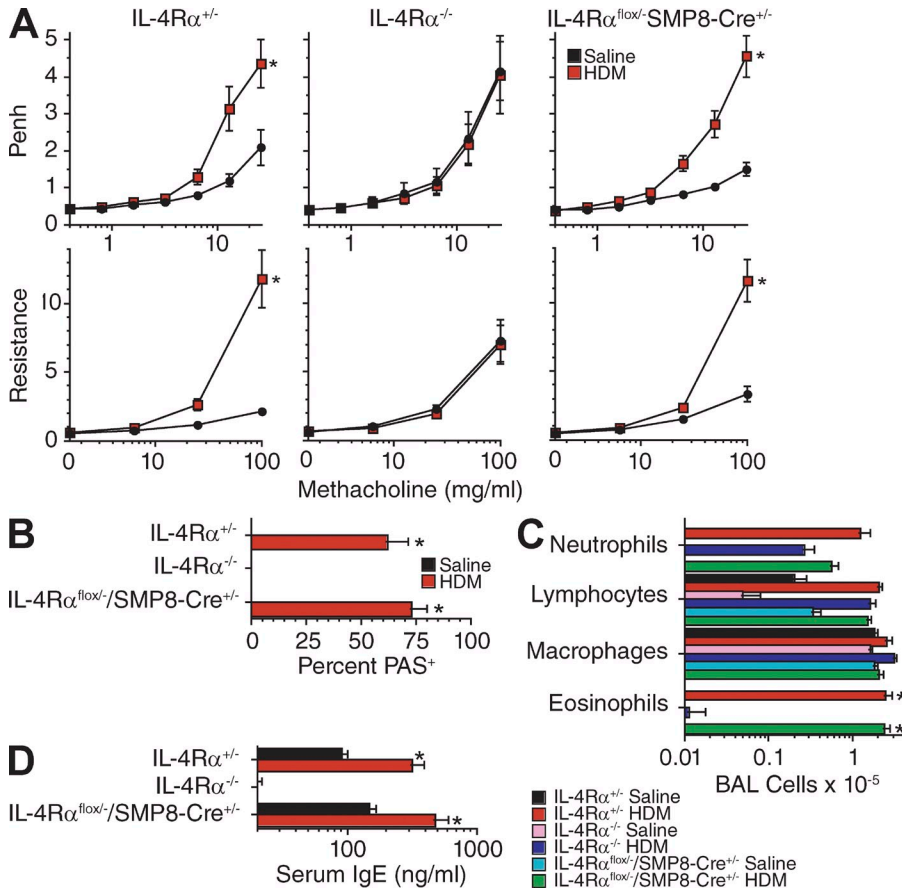 A
IL-4Rα+/-
IL-4Rα-/-
IL-4Rαflox/-SMP8-Cre+/-
Penh
5
4
3
2
1
0
*
Saline
HDM
*
1
10
1
10
1
10
Resistance
10
5
0
*
*
0
10
100
0
10
100
0
10
100
Methacholine (mg/ml)
B
IL-4Rα+/-
IL-4Rα-/-
IL-4Rαflox/-/SMP8-Cre+/-
*
*
Saline
HDM
0
25
50
75
100
Percent PAS+
C
Neutrophils
Lymphocytes
Macrophages
Eosinophils
*
*
0.01
0.1
1
BAL Cells x 10-5
D
IL-4Rα+/-
IL-4Rα-/-
IL-4Rαflox/-/SMP8-Cre+/-
*
*
100
1000
Serum IgE (ng/ml)
IL-4Rα+/- Saline
IL-4Rα+/- HDM
IL-4Rα-/- Saline
IL-4Rα-/- HDM
IL-4Rαflox/-/SMP8-Cre+/- Saline
IL-4Rαflox/-/SMP8-Cre+/- HDM